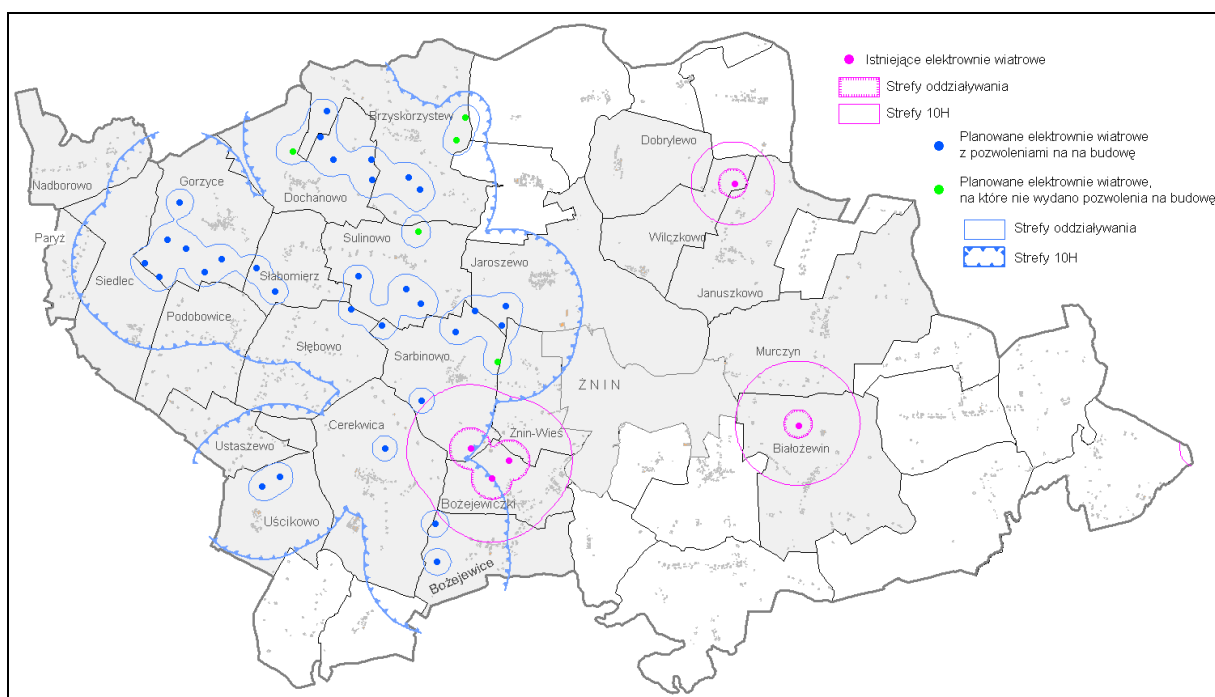 Istniejące elektrownie wiatrowe
Strefy oddziaływania
Strefy 10H
Planowane elektrownie wiatrowe
z pozwoleniami na na budowę
Planowane elektrownie wiatrowe,
na które nie wydano pozwolenia na budowę
Strefy oddziaływania
Strefy 10H
Brzyskorzystew
Dobrylewo
Nadborowo
Gorzyce
Dochanowo
Paryż
Sulinowo
Wilczkowo
Jaroszewo
Siedlec
Słabomierz
Januszkowo
Podobowice
Słębowo
Sarbinowo
Murczyn
ŻNIN
Cerekwica
Żnin-Wieś
Ustaszewo
Białożewin
Bożejewiczki
Uścikowo
Bożejewice